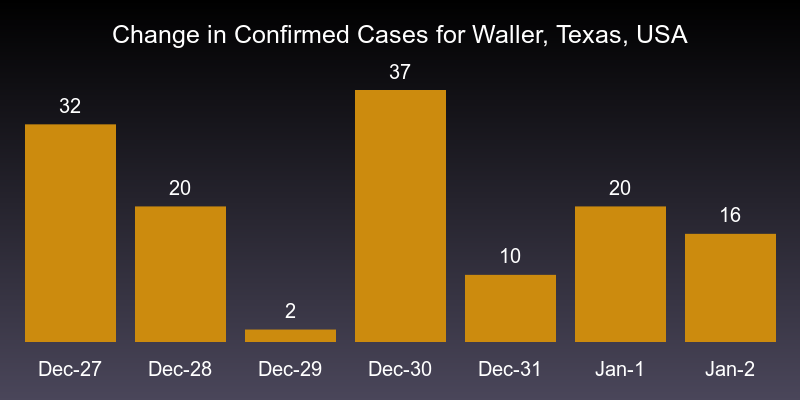 Change in Confirmed Cases for Waller, Texas, USA
32
20
2
37
10
20
16
Dec-27
Dec-28
Dec-29
Dec-30
Dec-31
Jan-1
Jan-2